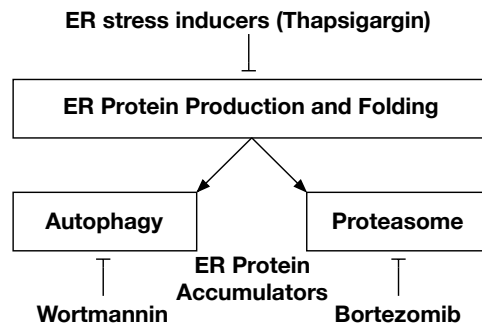 ER stress inducers (Thapsigargin)
ER Protein Production and Folding
Autophagy
Proteasome
ER Protein
Accumulators
Wortmannin
Bortezomib